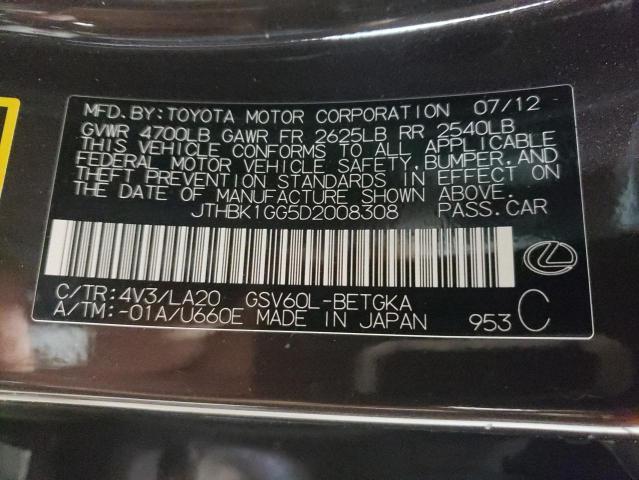 MFD.BY:TOYOTA MOTOR CORPORATION 07/12
GVWR 4700LB GAWR FR 2625LB RR 2540LB
THIS VEHICLE CONFORMS TO ALL APPLICABLE
FEDERAL MOTOR VEHICLE SAFETY,BUMPER,AND
THEFT PREVENTION STANDARDS IN EFFECT ON
THE DATE OF MANUFACTURE SHOWN ABOVE.
JTHBK1GG5D2008308 PASS.CAR
C/TR:4V3/LA20 GSV60L-BETGKA
A/TM:-01A/U660E MADE IN JAPAN 953 C